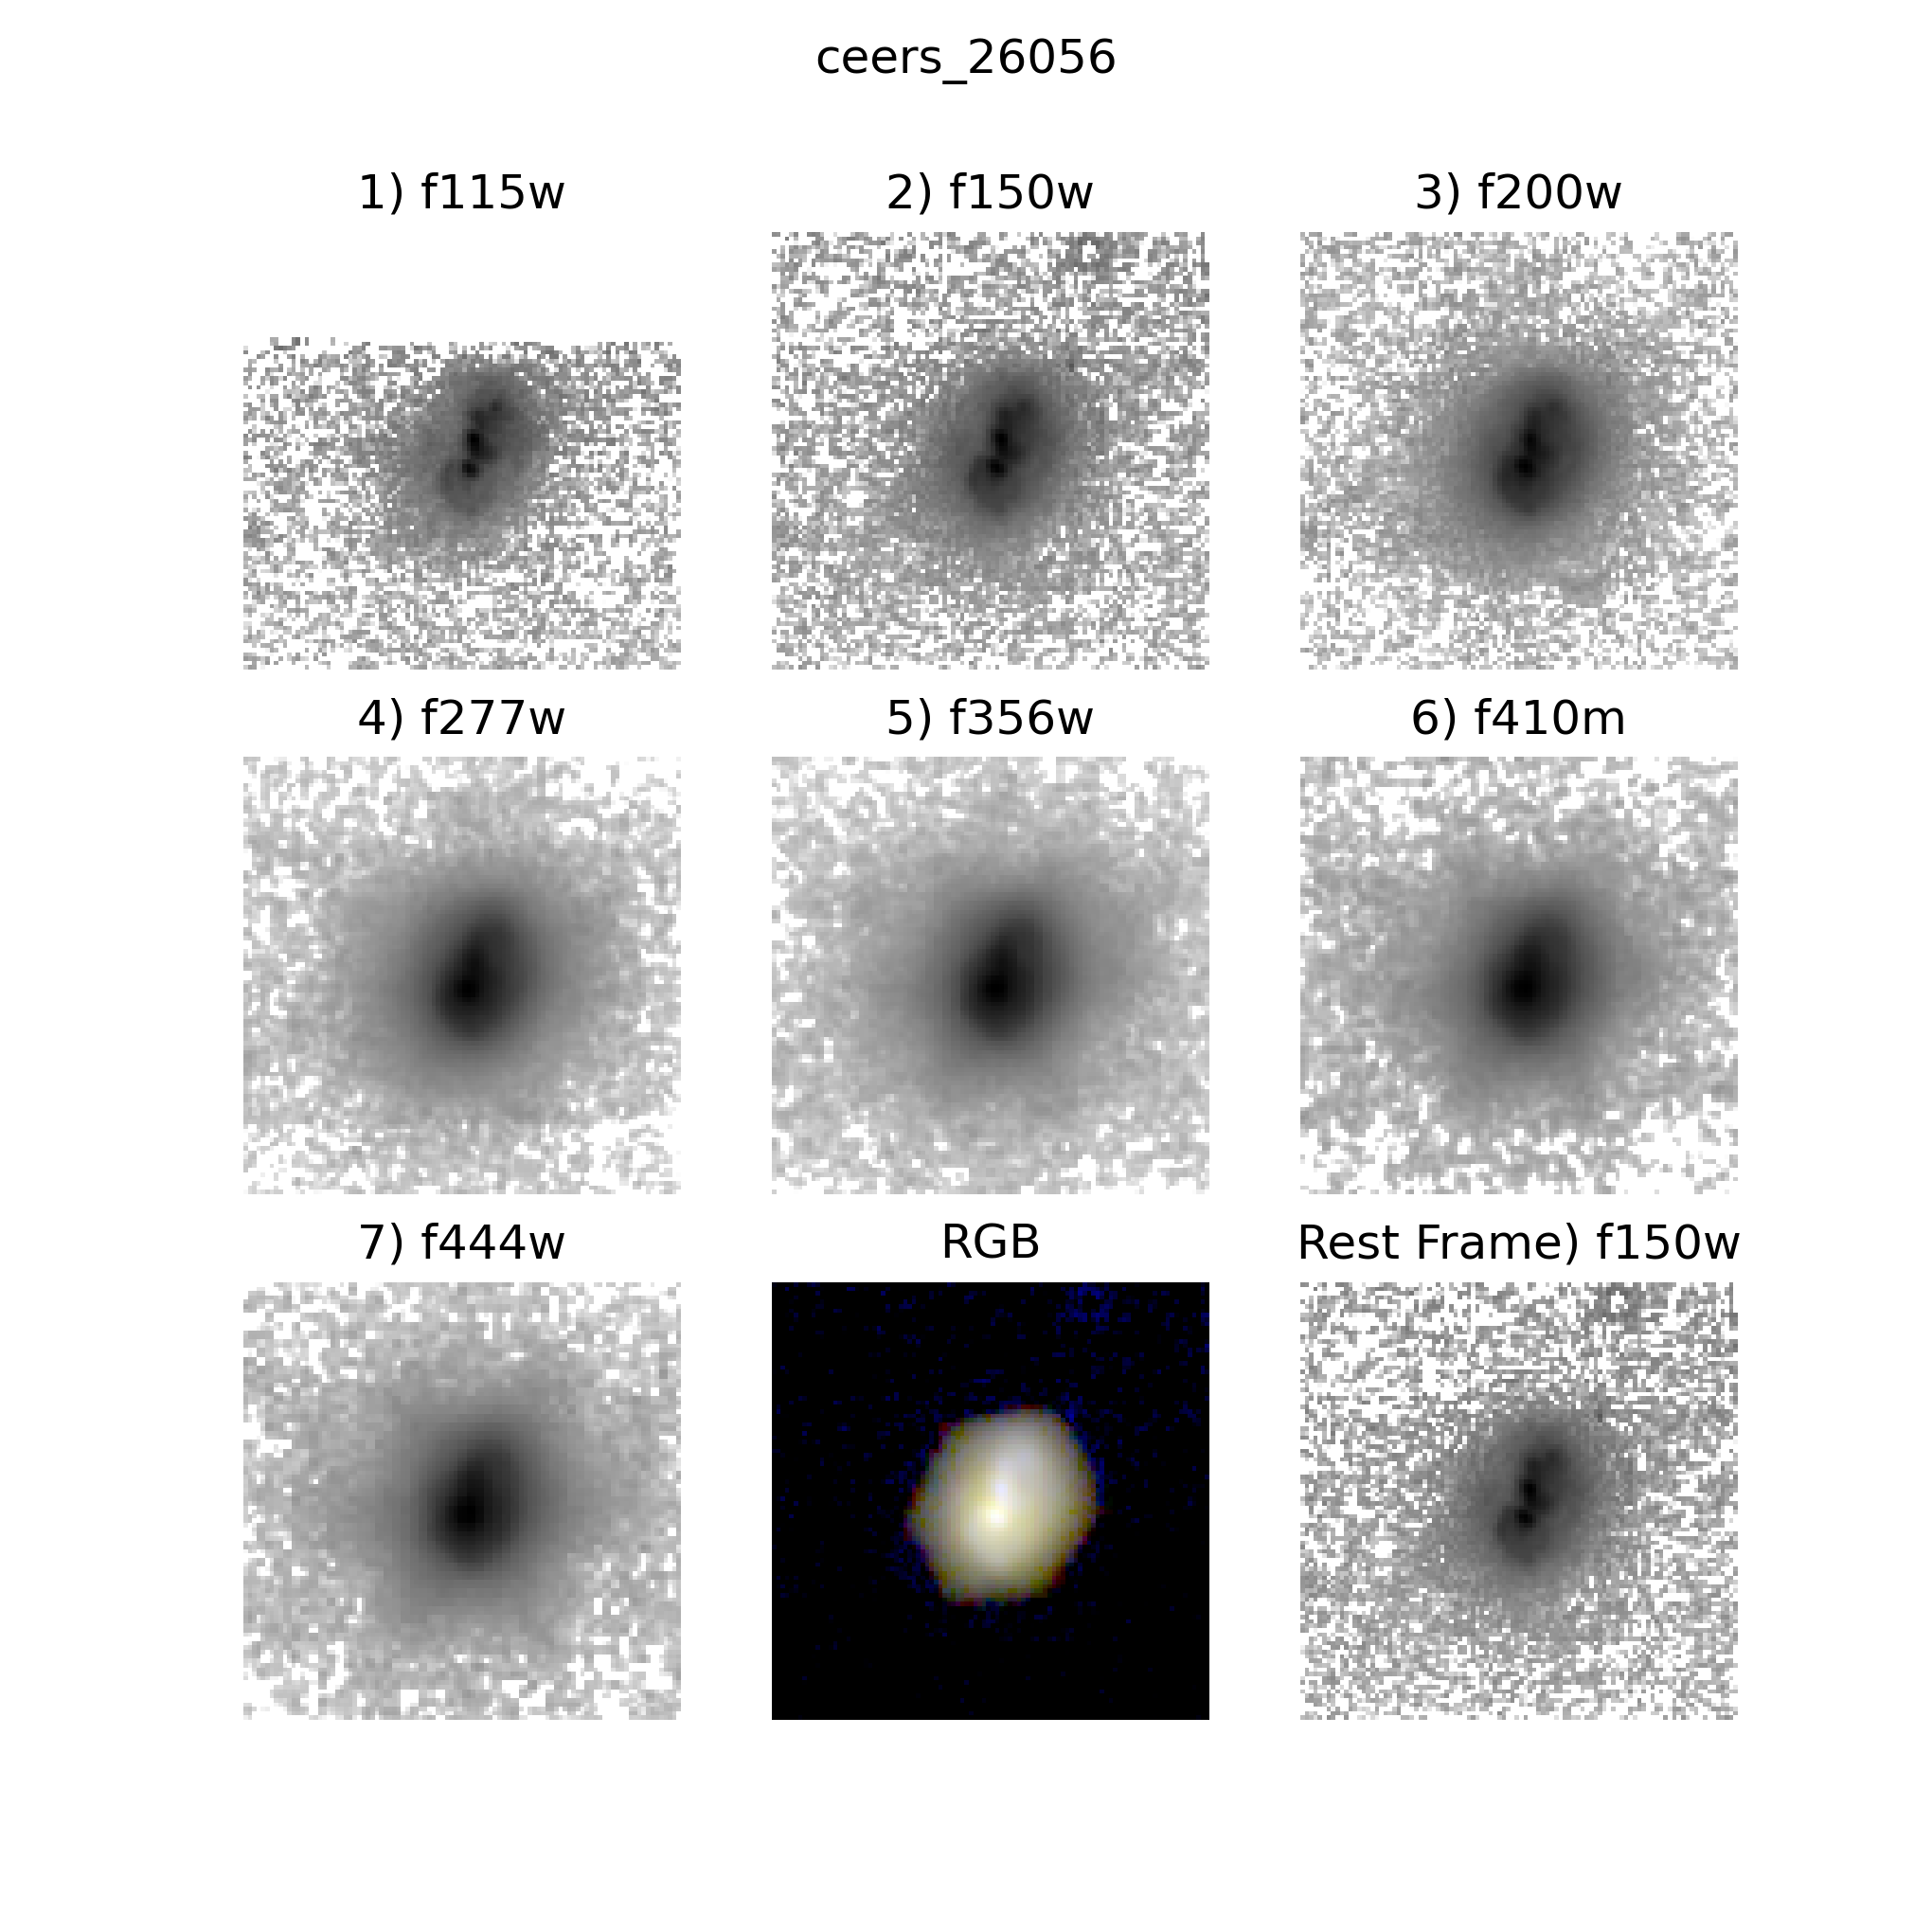 ceers_26056
1) f115w
2) f150w
3) f200w
4) f277w
5) f356w
6) f410m
7) f444w
RGB
Rest Frame) f150w